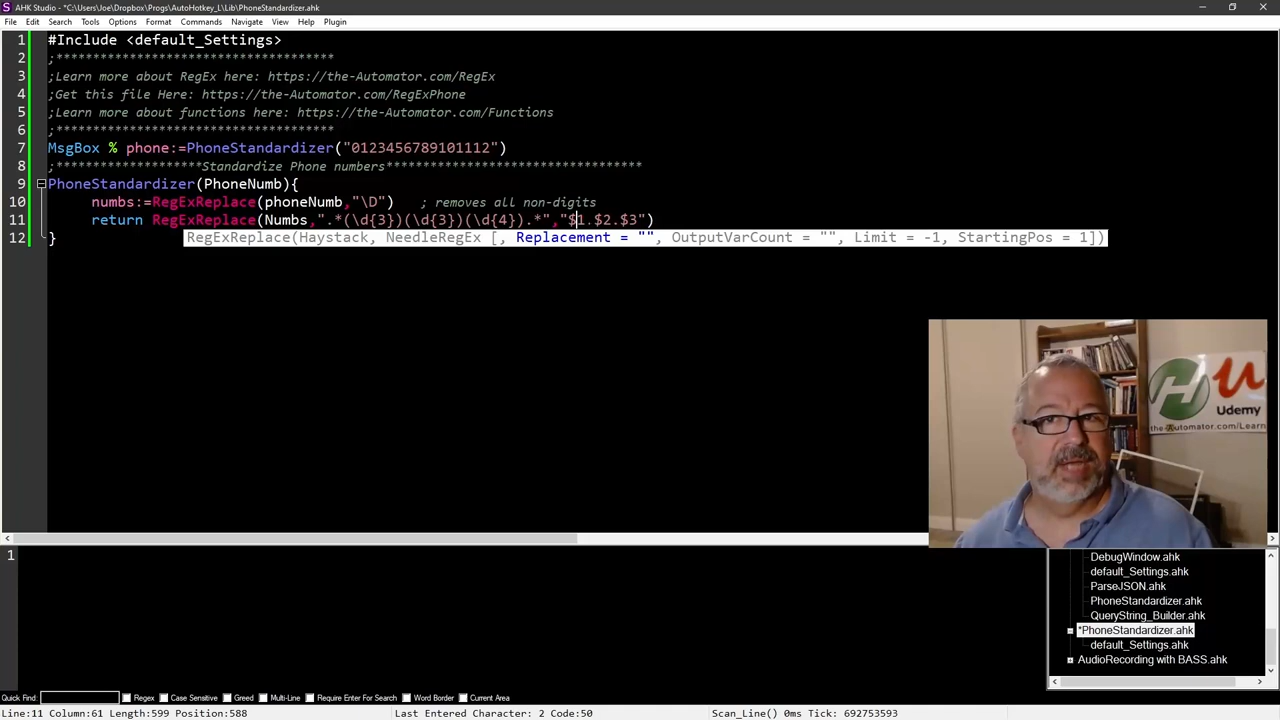 AHK Studio - *C:\Users\Joe\Dropbox\Progs\AutoHotkey_L\Lib\PhoneStandardizer.ahk
File Edit Search Tools Options Format Commands Navigate View Help Plugin
1 #Include <default_Settings>
2 ;**********************************
3 ;Learn more about RegEx here: https://the-Automator.com/RegEx
4 ;Get this file Here: https://the-Automator.com/RegExPhone
5 ;Learn more about functions here: https://the-Automator.com/Functions
6 ;**********************************
7 MsgBox % phone:=PhoneStandardizer("0123456789101112")
8 ;********************Standardize Phone numbers***********************************
9 PhoneStandardizer(PhoneNumb){
10 numbs:=RegExReplace(phoneNumb,"\D") ; removes all non-digits
11 return RegExReplace(Numbs,".*(\d{3})(\d{3})(\d{4}).*","$1.$2.$3")
12 }
RegExReplace(Haystack, NeedleRegEx [, Replacement = "", OutputVarCount = "", Limit = -1, StartingPos = 1])
Udemy
the-Automator.com/Learn
1
DebugWindow.ahk
default_Settings.ahk
ParseJSON.ahk
PhoneStandardizer.ahk
QueryString_Builder.ahk
*PhoneStandardizer.ahk
default_Settings.ahk
AudioRecording with BASS.ahk
Quick Find: Regex Case Sensitive Greed Multi-Line Require Enter For Search Word Border Current Area
Line:11 Column:61 Length:599 Position:588 Last Entered Character: 2 Code:50 Scan_Line() 0ms Tick: 692753593